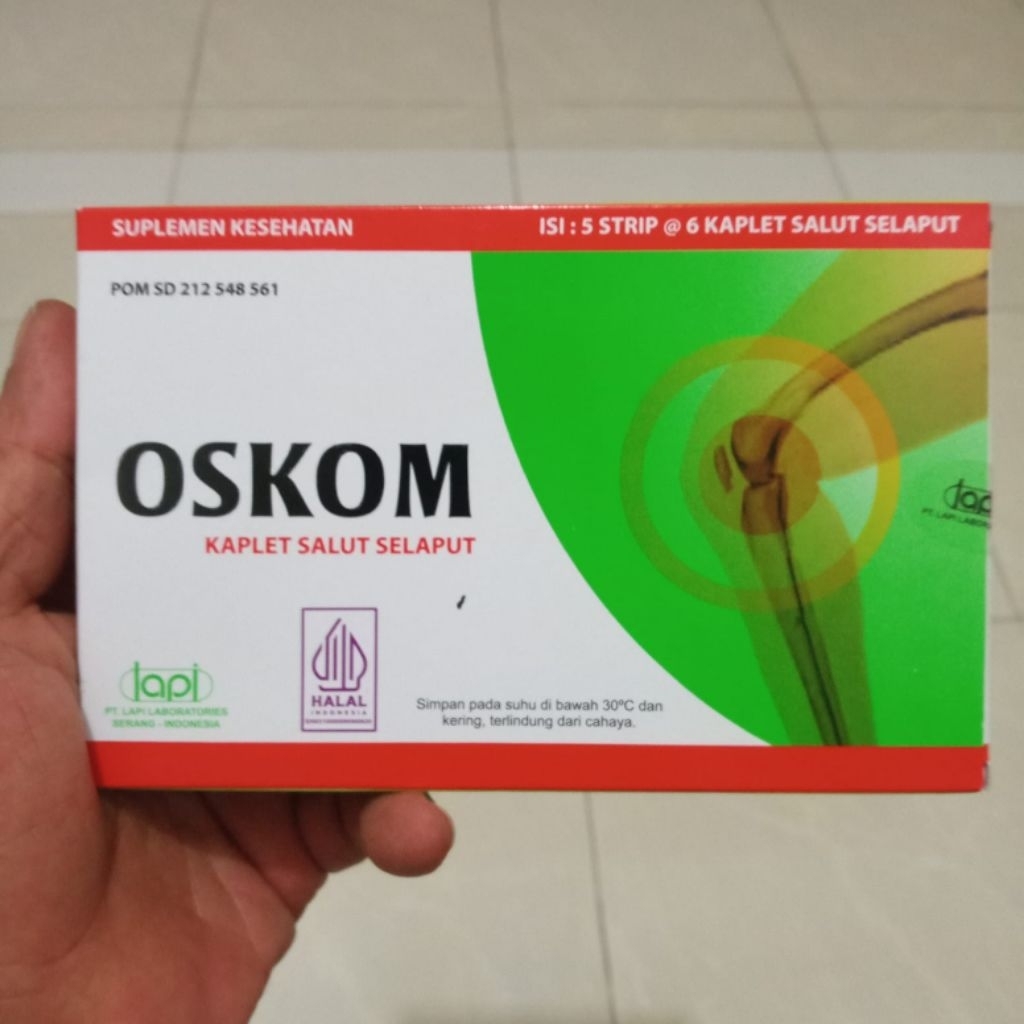 SUPLEMEN KESEHATAN
ISI : 5 STRIP @ 6 KAPLET SALUT SELAPUT
POM SD 212 548 561
OSKOM
KAPLET SALUT SELAPUT
lapi
PT. LAPI LABORATORIES
SERANG - INDONESIA
HALAL
INDONESIA
Simpan pada suhu di bawah 30ºC dan
kering, terlindung dari cahaya.